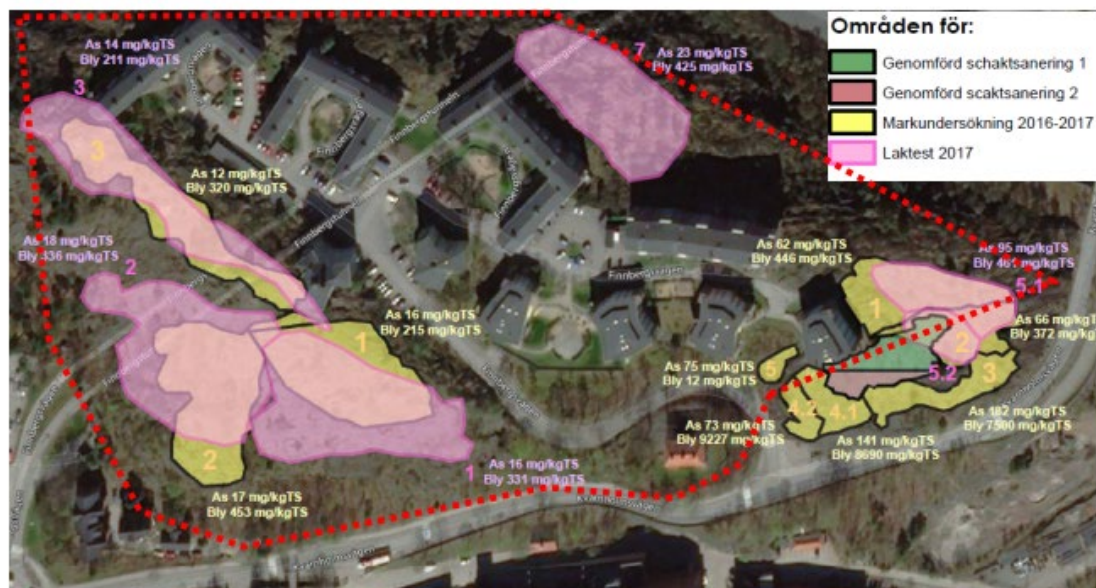 Områden för:
Genomförd schaktsanering 1
Genomförd scaktsanering 2
Markundersökning 2016-2017
Laktest 2017
As 14 mg/kgTS
Bly 211 mg/kgTS
3
7
As 23 mg/kgTS
Bly 425 mg/kgTS
3
As 12 mg/kgTS
Bly 320 mg/kgTS
Finnbergstunneln
Finnbergsvägen
As 18 mg/kgTS
Bly 336 mg/kgTS
2
As 16 mg/kgTS
Bly 215 mg/kgTS
1
As 62 mg/kgTS
Bly 446 mg/kgTS
As 95 mg/kgTS
Bly 461 mg/kgTS
5.1
1
As 66 mg/kgTS
Bly 372 mg/kgTS
2
5
As 75 mg/kgTS
Bly 12 mg/kgTS
5.2
3
4.2
4.1
As 73 mg/kgTS
Bly 9227 mg/kgTS
As 182 mg/kgTS
Bly 7500 mg/kgTS
As 141 mg/kgTS
Bly 8690 mg/kgTS
2
As 17 mg/kgTS
Bly 453 mg/kgTS
1
As 16 mg/kgTS
Bly 331 mg/kgTS
Kvarnholmsvägen